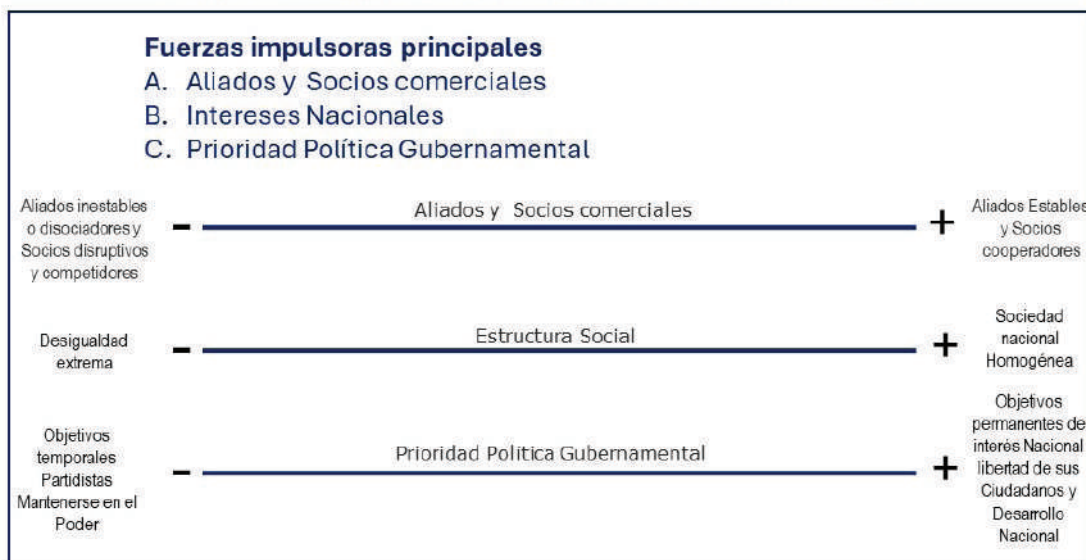 Fuerzas impulsoras principales
A. Aliados y Socios comerciales
B. Intereses Nacionales
C. Prioridad Política Gubernamental
Aliados inestables
o disociadores y
Socios disruptivos
y competidores
-
Aliados y Socios comerciales
+
Aliados Estables
y Socios
cooperadores
Desigualdad
extrema
-
Estructura Social
+
Sociedad
nacional
Homogénea
Objetivos
temporales
Partidistas
Mantenerse en el
Poder
-
Prioridad Política Gubernamental
+
Objetivos
permanentes de
interés Nacional
libertad de sus
Ciudadanos y
Desarrollo
Nacional